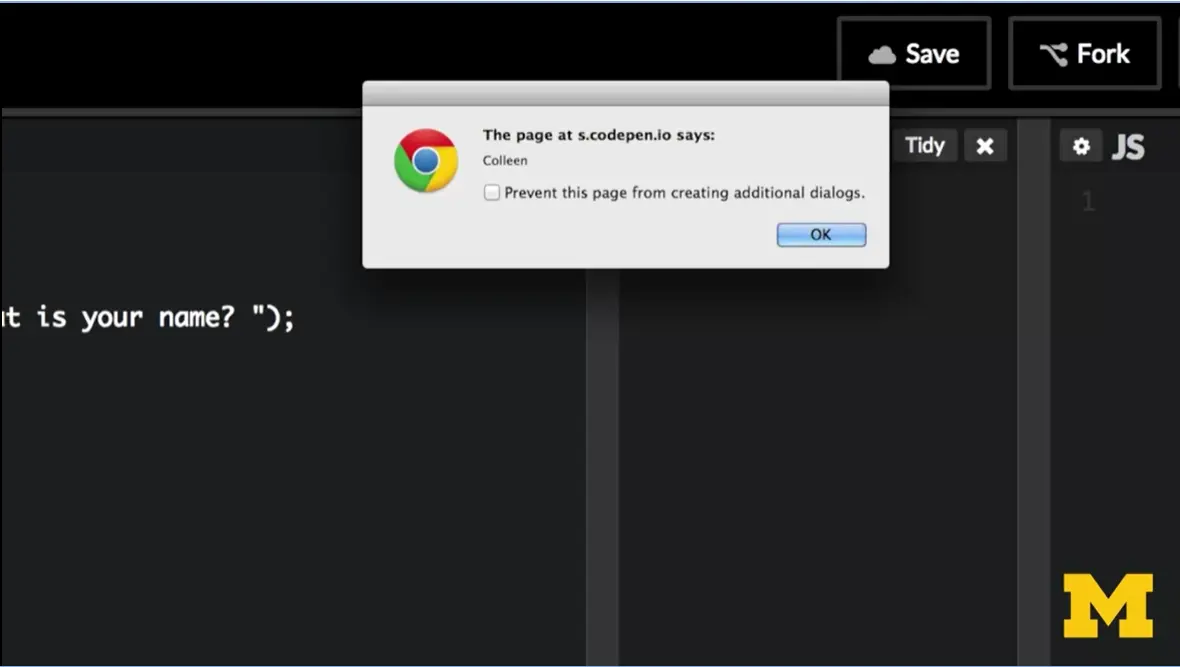 Save
Fork
The page at s.codepen.io says:
Colleen
Prevent this page from creating additional dialogs.
OK
Tidy
JS
1
t is your name? ");
M